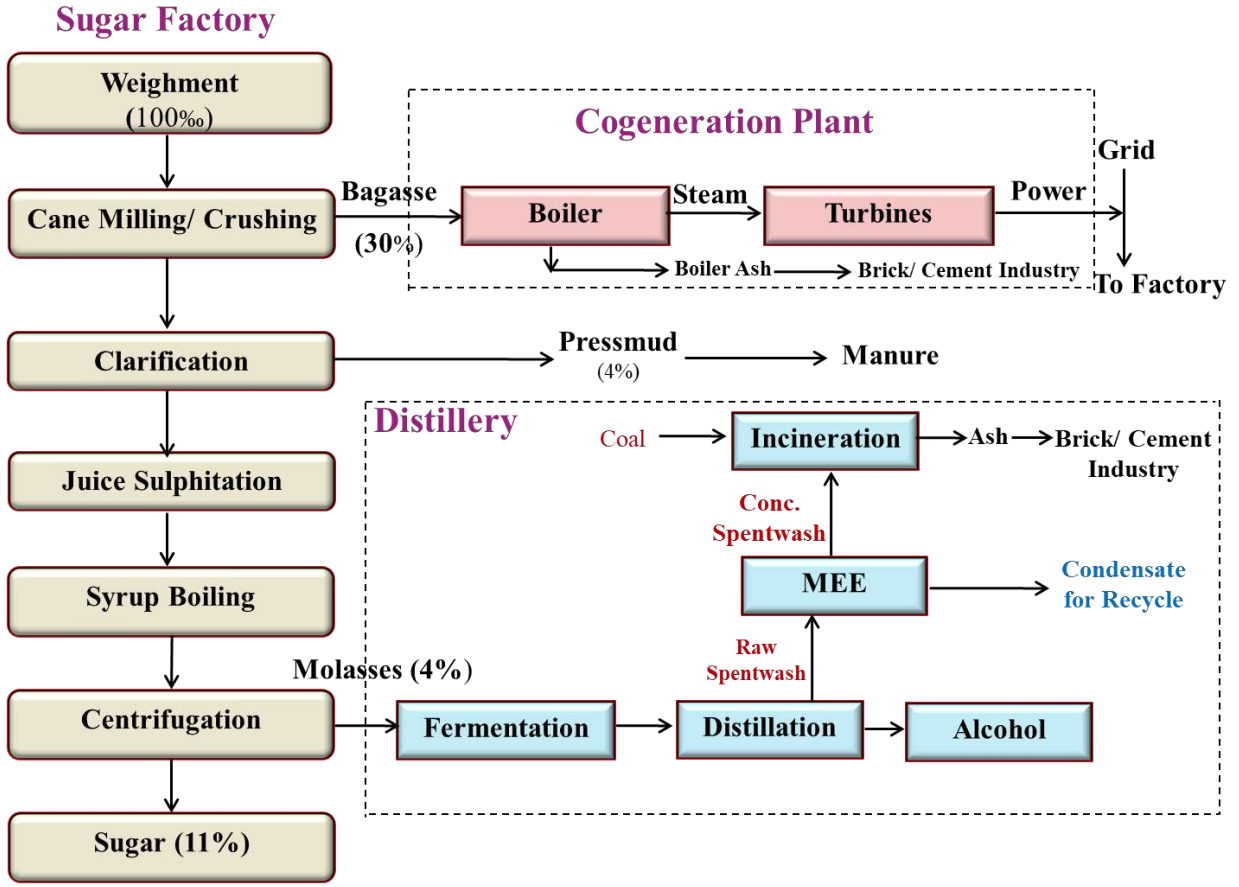 Sugar Factory
Weighment
(100‰)
Cogeneration Plant
Grid
Cane Milling/ Crushing
Bagasse
(30%)
Boiler
Steam
Turbines
Power
Boiler Ash
Brick/ Cement Industry
To Factory
Clarification
Pressmud
(4%)
Manure
Distillery
Coal
Incineration
Ash
Brick/ Cement
Industry
Juice Sulphitation
Conc.
Spentwash
MEE
Condensate
for Recycle
Syrup Boiling
Raw
Spentwash
Molasses (4%)
Centrifugation
Fermentation
Distillation
Alcohol
Sugar (11%)